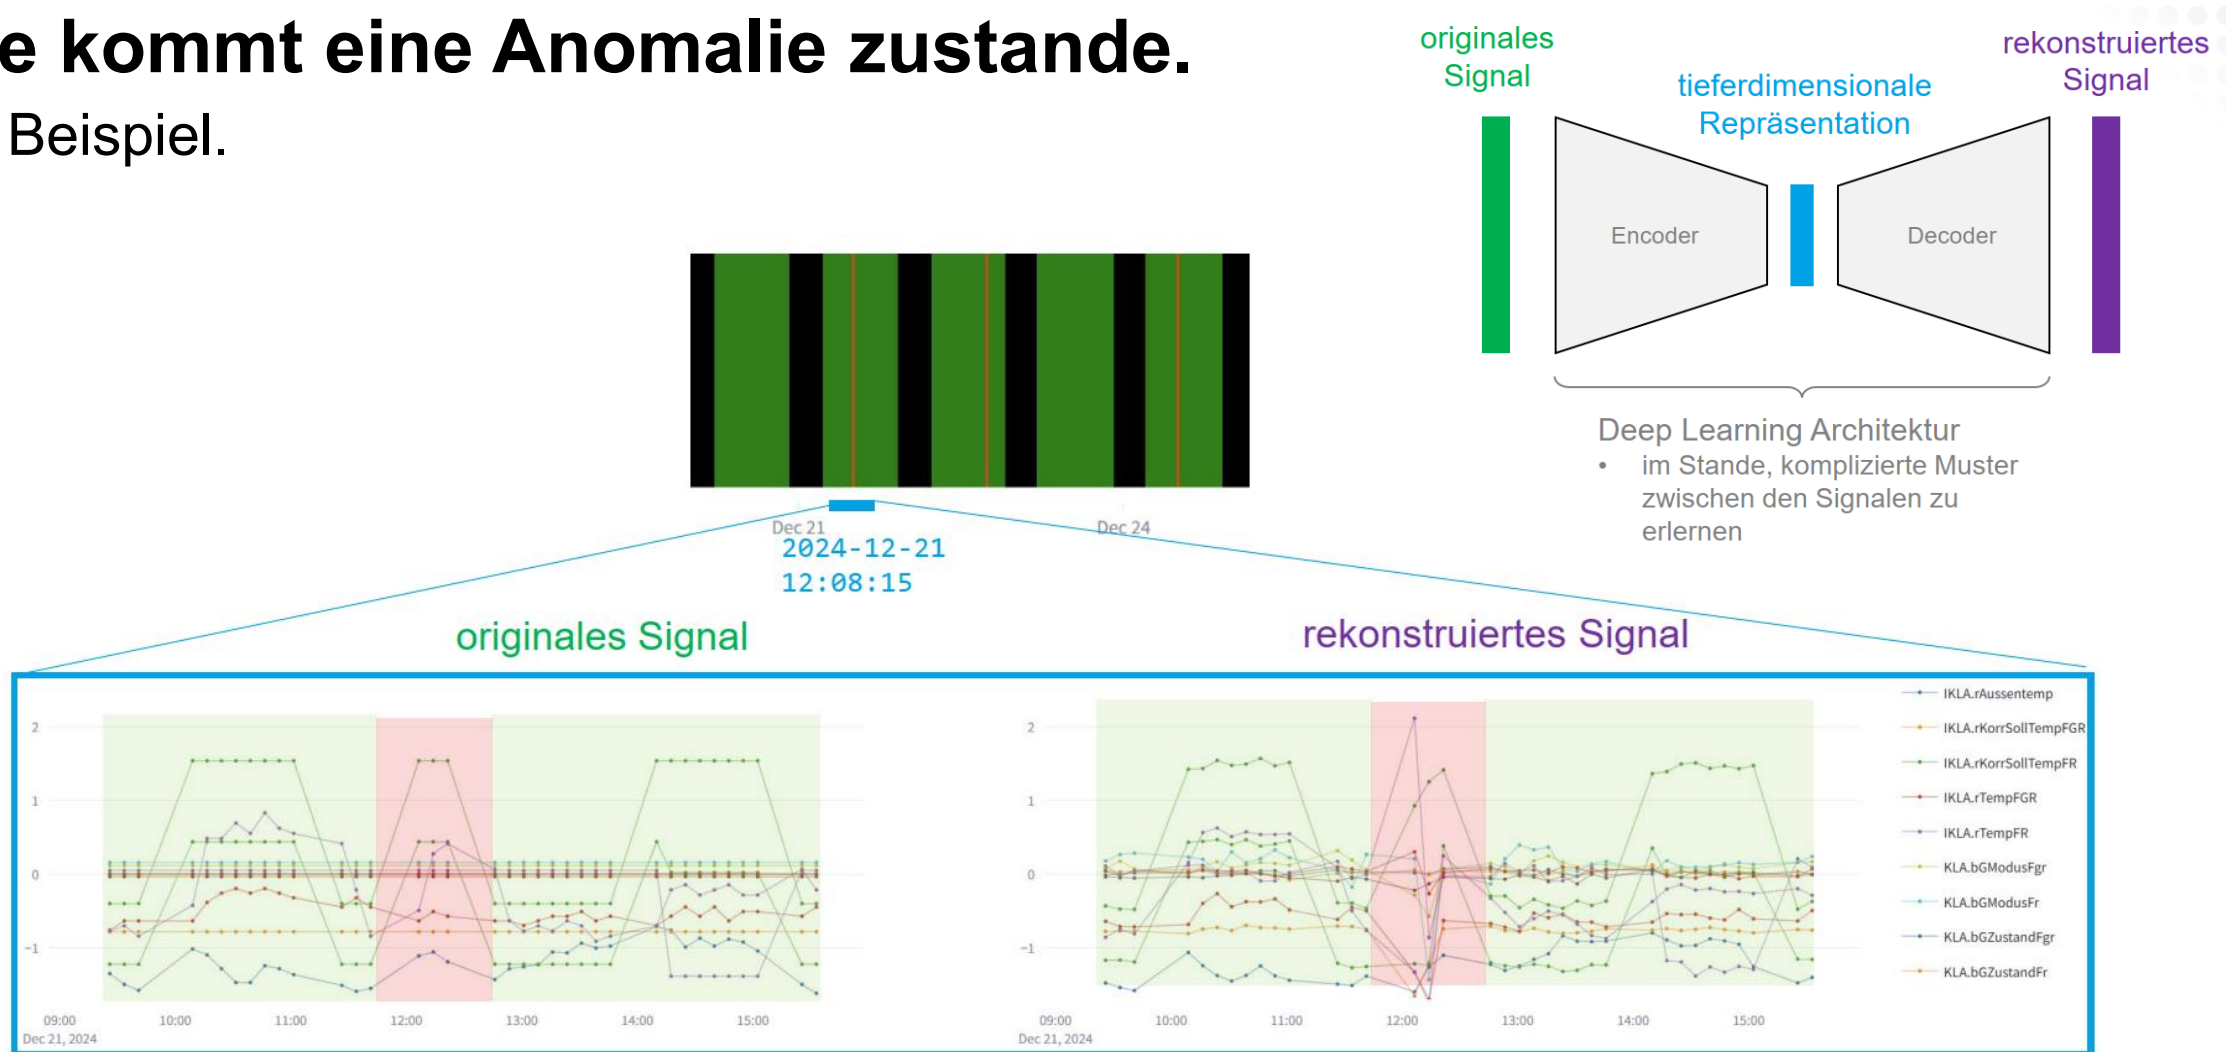 e kommt eine Anomalie zustande.
Beispiel.
originales
Signal
tieferdimensionale
Repräsentation
rekonstruiertes
Signal
Encoder
Decoder
Deep Learning Architektur
• im Stande, komplizierte Muster
zwischen den Signalen zu
erlernen
Dec 21
Dec 24
2024-12-21
12:08:15
originales Signal
rekonstruiertes Signal
2
1
0
−1
09:00
10:00
11:00
12:00
13:00
14:00
15:00
Dec 21, 2024
2
1
0
−1
09:00
10:00
11:00
12:00
13:00
14:00
15:00
Dec 21, 2024
IKLA.rAussentemp
IKLA.rKorrSollTempFGR
IKLA.rKorrSollTempFR
IKLA.rTempFGR
IKLA.rTempFR
KLA.bGModusFgr
KLA.bGModusFr
KLA.bGZustandFgr
KLA.bGZustandFr